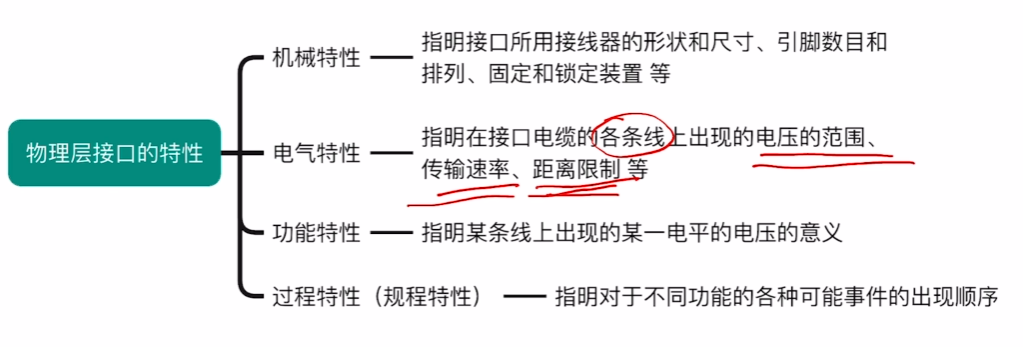 物理层接口的特性
机械特性
指明接口所用接线器的形状和尺寸、引脚数目和
排列、固定和锁定装置 等
电气特性
指明在接口电缆的各条线上出现的电压的范围、
传输速率、距离限制 等
功能特性
指明某条线上出现的某一电平的电压的意义
过程特性（规程特性）
指明对于不同功能的各种可能事件的出现顺序